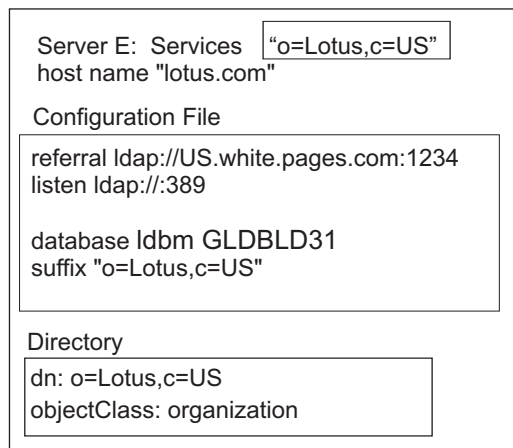 Server E: Services “o=Lotus,c=US”
host name "lotus.com"
Configuration File
referral ldap://US.white.pages.com:1234
listen ldap://:389
database ldbm GLDBLD31
suffix "o=Lotus,c=US"
Directory
dn: o=Lotus,c=US
objectClass: organization